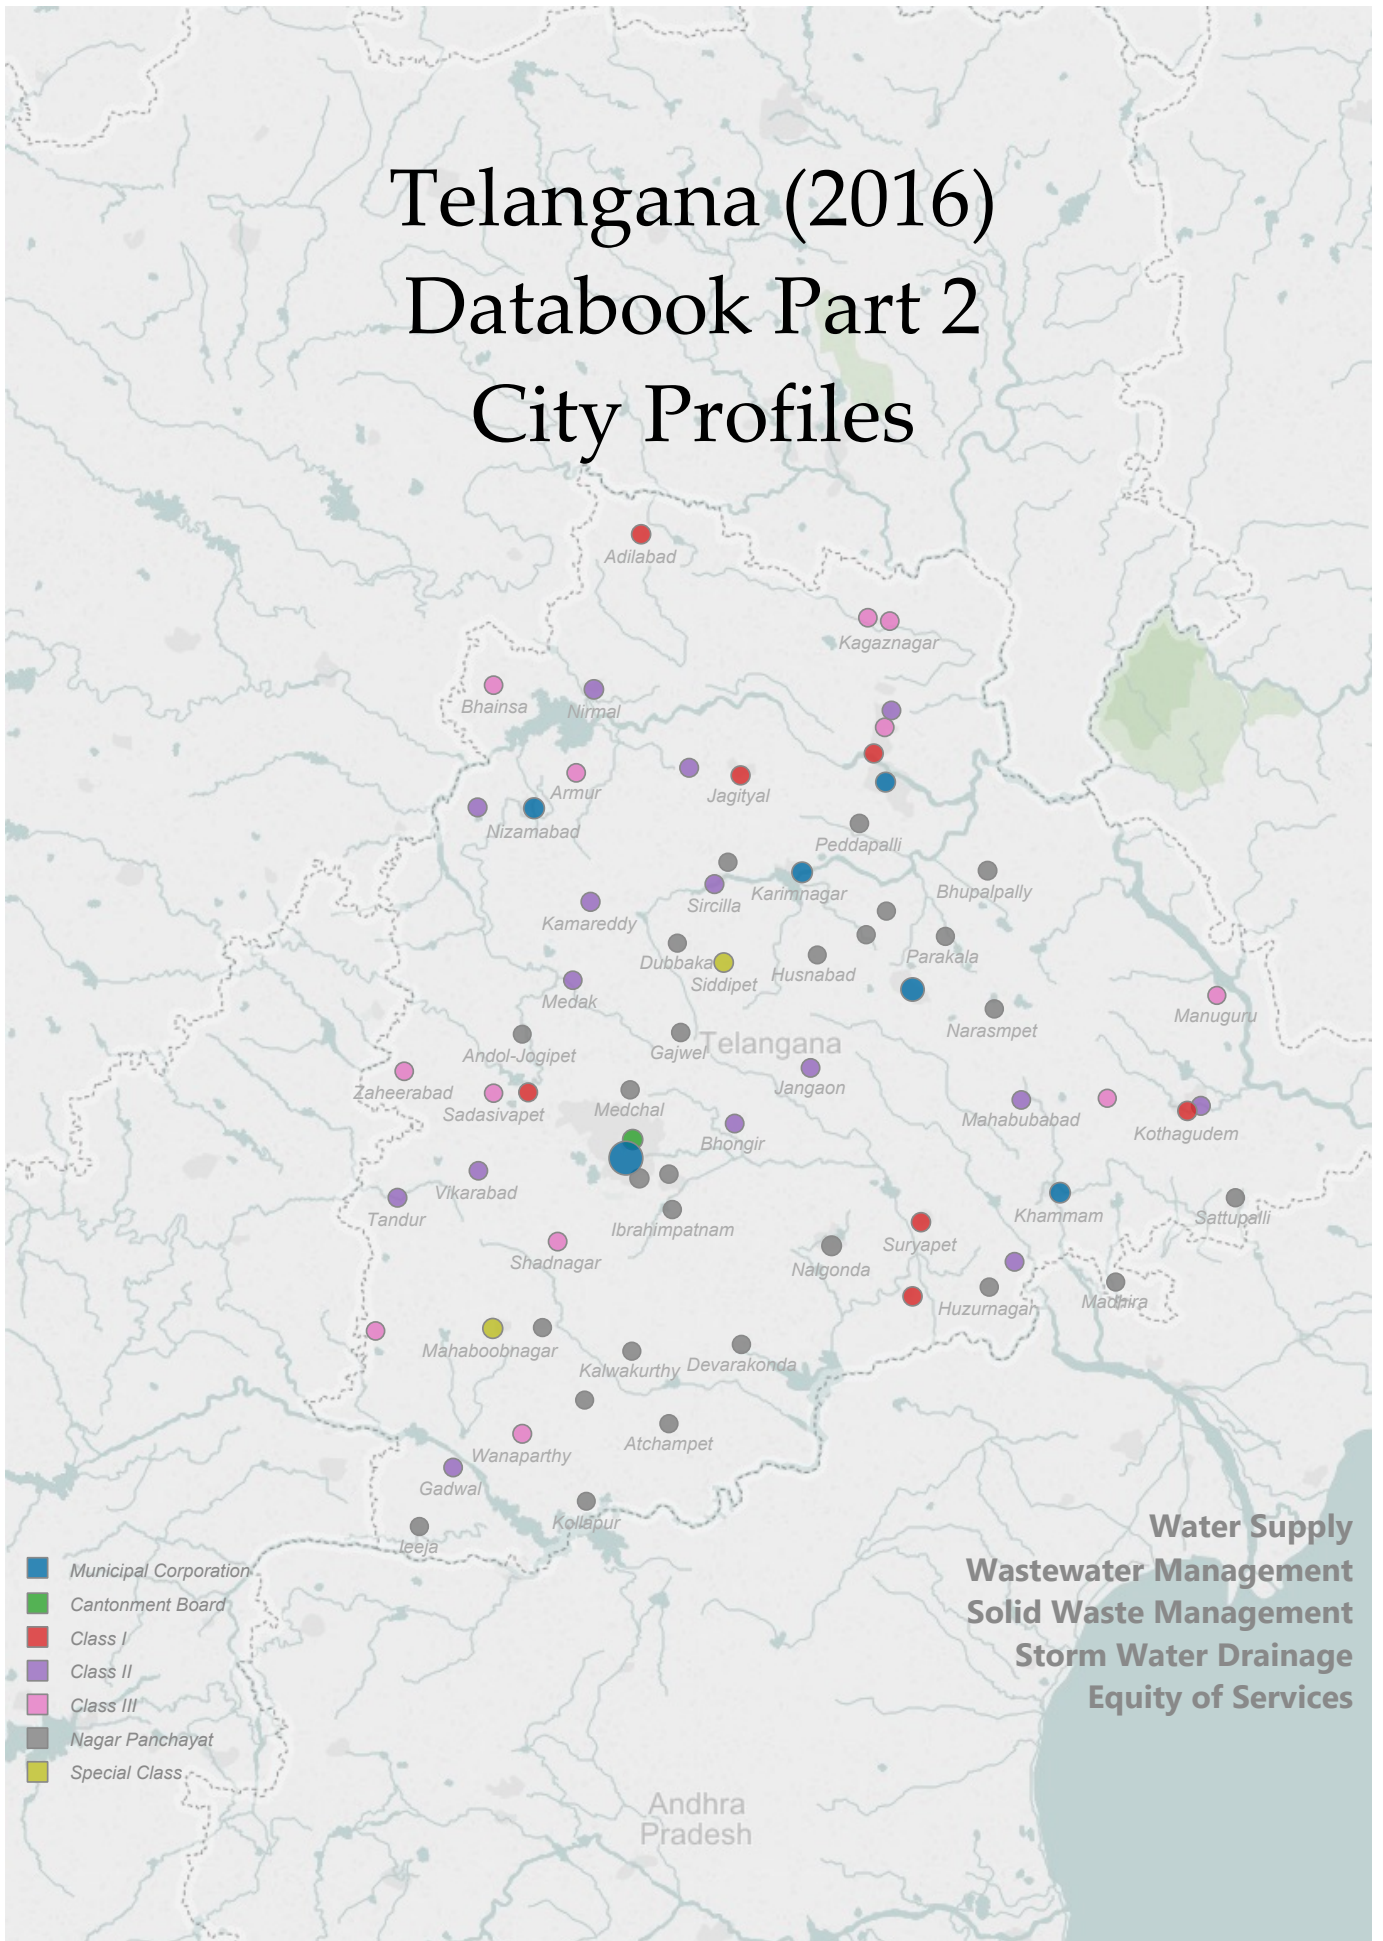 Telangana (2016)
Databook Part 2
City Profiles
Adilabad
Kagaznagar
Bhainsa
Nirmal
Armur
Jagityal
Nizamabad
Peddapalli
Karimnagar
Bhupalpally
Sircilla
Kamareddy
Parakala
Dubbaka
Husnabad
Siddipet
Medak
Manuguru
Narasmpet
Telangana
Gajwel
Andol-Jogipet
Jangaon
Zaheerabad
Medchal
Sadasivapet
Mahabubabad
Kothagudem
Bhongir
Vikarabad
Tandur
Khammam
Sattupalli
Ibrahimpatnam
Suryapet
Shadnagar
Nalgonda
Huzurnagar
Madhira
Mahaboobnagar
Devarakonda
Kalwakurthy
Atchampet
Wanaparthy
Gadwal
Kollapur
Ieeja
Water Supply
Wastewater Management
Solid Waste Management
Storm Water Drainage
Equity of Services
Municipal Corporation
Cantonment Board
Class I
Class II
Class III
Nagar Panchayat
Special Class
Andhra
Pradesh